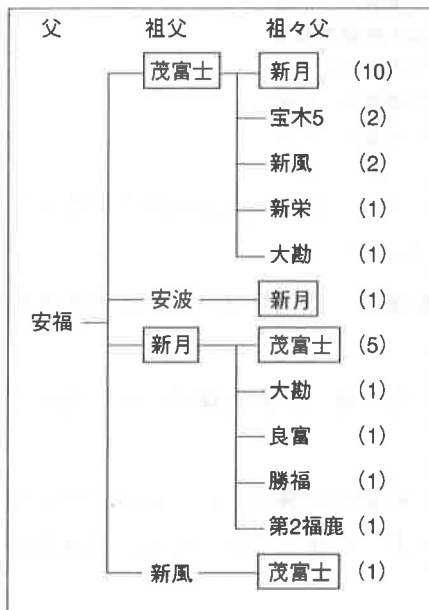 父 祖父 祖々父
茂富士 新月 (10)
宝木5 (2)
新風 (2)
新栄 (1)
大勘 (1)
安波 新月 (1)
安福
新月 茂富士 (5)
大勘 (1)
良富 (1)
勝福 (1)
第2福鹿 (1)
新風 茂富士 (1)